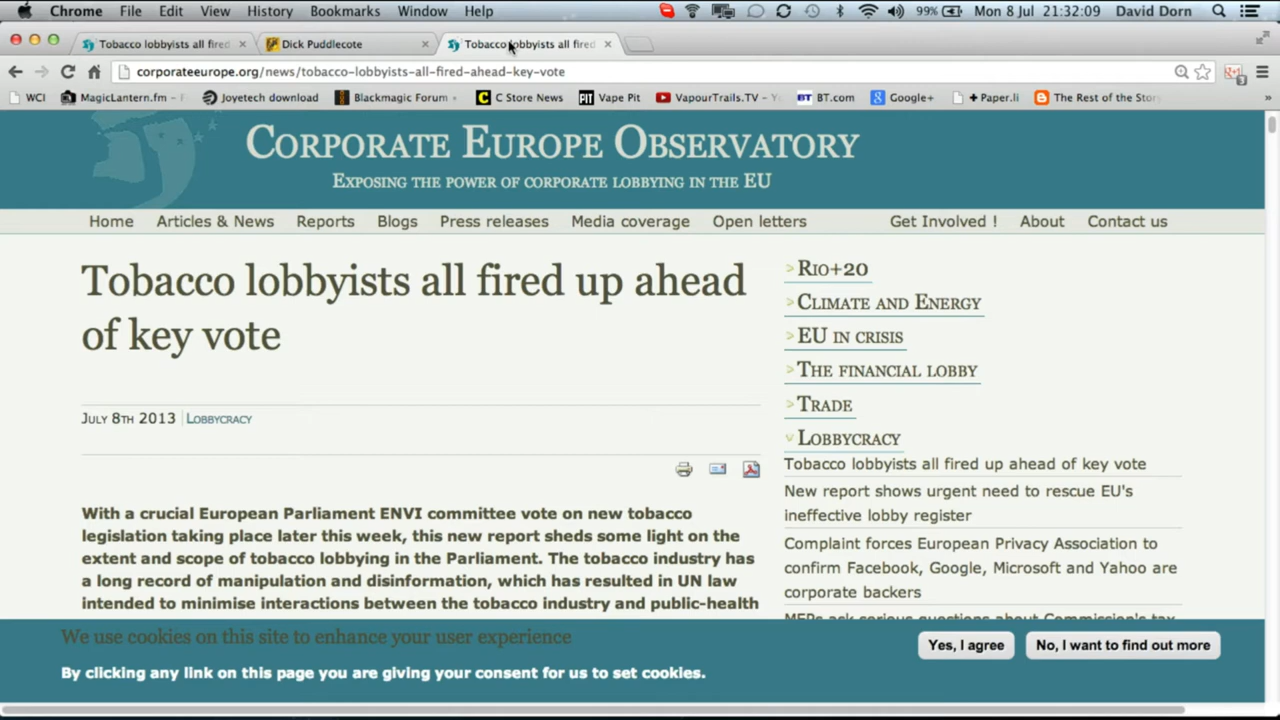 Chrome File Edit View History Bookmarks Window Help 99% Mon 8 Jul 21:32:09 David Dorn
Tobacco lobbyists all fired Dick Puddlecote Tobacco lobbyists all fired
corporateeurope.org/news/tobacco-lobbyists-all-fired-ahead-key-vote
WCI MagicLantern.fm – Joyetech download Blackmagic Forum C Store News PIT Vape Pit VapourTrails.TV – BT BT.com 8 Google+ + Paper.li The Rest of the Story
CORPORATE EUROPE OBSERVATORY
EXPOSING THE POWER OF CORPORATE LOBBYING IN THE EU
Home Articles & News Reports Blogs Press releases Media coverage Open letters Get Involved ! About Contact us
Tobacco lobbyists all fired up ahead
of key vote
JULY 8TH 2013 | LOBBYCRACY
With a crucial European Parliament ENVI committee vote on new tobacco
legislation taking place later this week, this new report sheds some light on the
extent and scope of tobacco lobbying in the Parliament. The tobacco industry has
a long record of manipulation and disinformation, which has resulted in UN law
intended to minimise interactions between the tobacco industry and public-health
> RIO+20
> CLIMATE AND ENERGY
> EU IN CRISIS
> THE FINANCIAL LOBBY
> TRADE
LOBBYCRACY
Tobacco lobbyists all fired up ahead of key vote
New report shows urgent need to rescue EU's
ineffective lobby register
Complaint forces European Privacy Association to
confirm Facebook, Google, Microsoft and Yahoo are
corporate backers
MEPs ask serious questions about Commission's tax
We use cookies on this site to enhance your user experience
By clicking any link on this page you are giving your consent for us to set cookies.
Yes, I agree No, I want to find out more